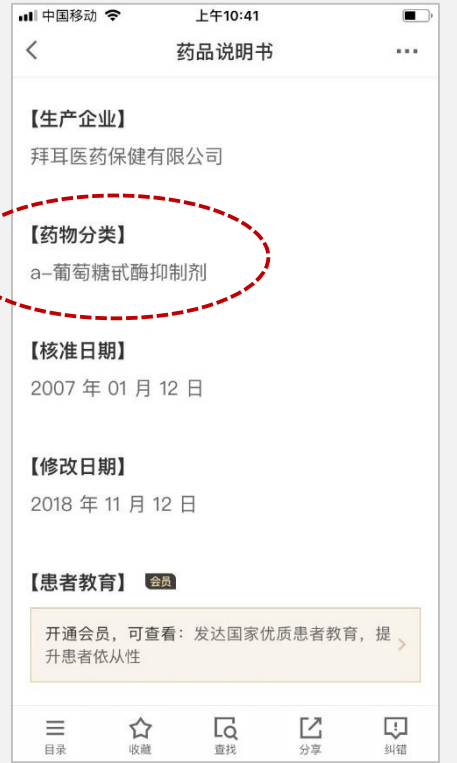 中国移动 上午10:41
药品说明书
【生产企业】
拜耳医药保健有限公司
【药物分类】
a-葡萄糖甙酶抑制剂
【核准日期】
2007 年 01 月 12 日
【修改日期】
2018 年 11 月 12 日
【患者教育】 会员
开通会员，可查看：发达国家优质患者教育，提
升患者依从性
目录 收藏 查找 分享 纠错